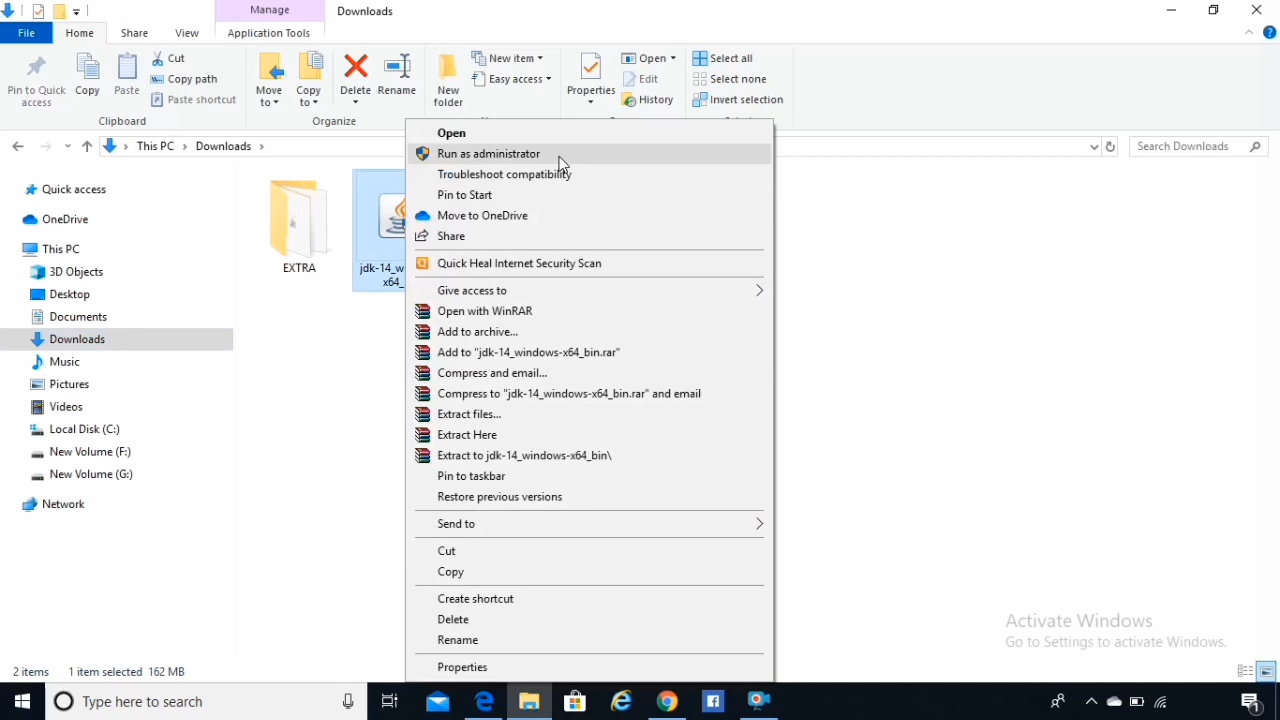 Manage
Downloads
File
Home
Share
View
Application Tools
Pin to Quick
access
Copy
Paste
Cut
Copy path
Paste shortcut
Clipboard
Move
to
Copy
to
Delete
Rename
Organize
New
folder
New item
Easy access
Properties
Open
Edit
History
Select all
Select none
Invert selection
This PC
Downloads
Search Downloads
Quick access
OneDrive
This PC
3D Objects
Desktop
Documents
Downloads
Music
Pictures
Videos
Local Disk (C:)
New Volume (F:)
New Volume (G:)
Network
EXTRA
jdk-14_w
x64_
Open
Run as administrator
Troubleshoot compatibility
Pin to Start
Move to OneDrive
Share
Quick Heal Internet Security Scan
Give access to
Open with WinRAR
Add to archive...
Add to "jdk-14_windows-x64_bin.rar"
Compress and email...
Compress to "jdk-14_windows-x64_bin.rar" and email
Extract files...
Extract Here
Extract to jdk-14_windows-x64_bin\
Pin to taskbar
Restore previous versions
Send to
Cut
Copy
Create shortcut
Delete
Rename
Properties
Activate Windows
Go to Settings to activate Windows.
2 items
1 item selected 162 MB
Type here to search
1